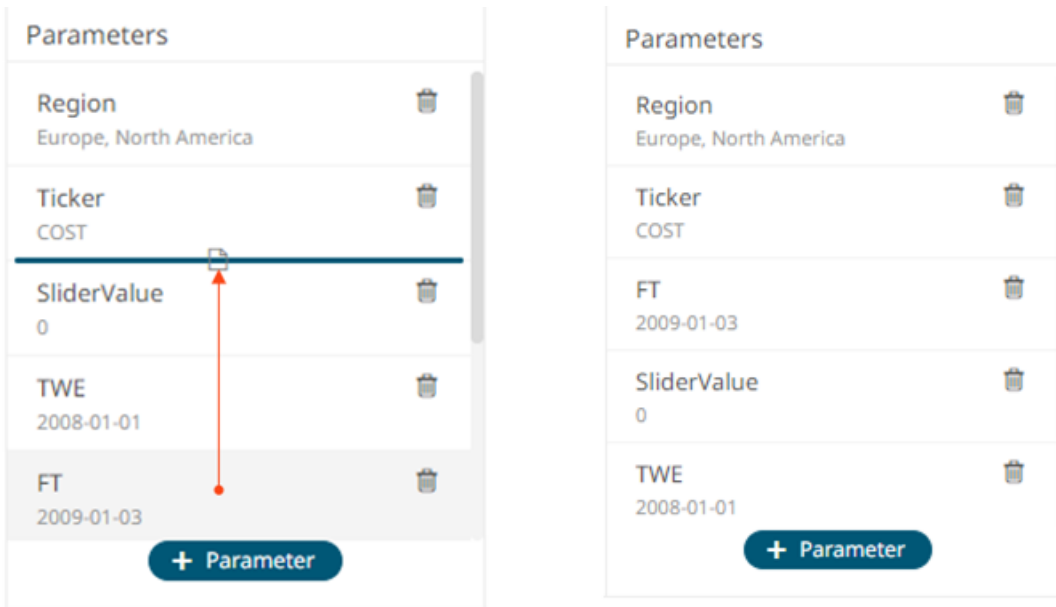 Parameters
Region
Europe, North America
Ticker
COST
SliderValue
0
TWE
2008-01-01
FT
2009-01-03
+ Parameter
Parameters
Region
Europe, North America
Ticker
COST
FT
2009-01-03
SliderValue
0
TWE
2008-01-01
+ Parameter